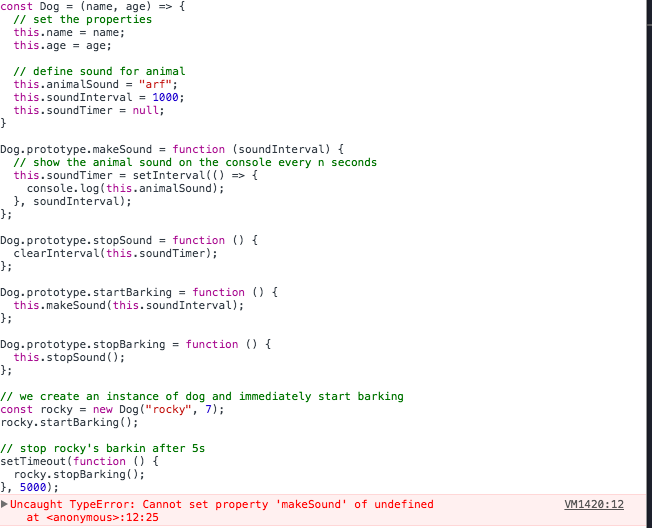 const Dog = (name, age) => {
  // set the properties
  this.name = name;
  this.age = age;

  // define sound for animal
  this.animalSound = "arf";
  this.soundInterval = 1000;
  this.soundTimer = null;
}

Dog.prototype.makeSound = function (soundInterval) {
  // show the animal sound on the console every n seconds
  this.soundTimer = setInterval(() => {
    console.log(this.animalSound);
  }, soundInterval);
};

Dog.prototype.stopSound = function () {
  clearInterval(this.soundTimer);
};

Dog.prototype.startBarking = function () {
  this.makeSound(this.soundInterval);
};

Dog.prototype.stopBarking = function () {
  this.stopSound();
};

// we create an instance of dog and immediately start barking
const rocky = new Dog("rocky", 7);
rocky.startBarking();

// stop rocky's barkin after 5s
setTimeout(function () {
  rocky.stopBarking();
}, 5000);
Uncaught TypeError: Cannot set property 'makeSound' of undefined VM1420:12
    at <anonymous>:12:25